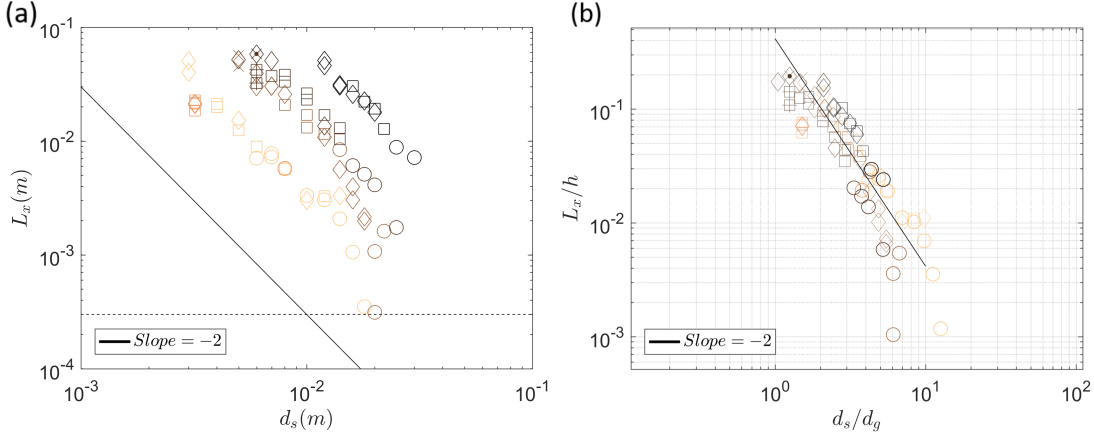 (a)
10^{-1}
10^{-2}
10^{-3}
10^{-4}
L_x(m)
Slope = −2
10^{-3}
10^{-2}
10^{-1}
d_s(m)
(b)
10^{-1}
10^{-2}
10^{-3}
L_x/h
Slope = −2
10^0
10^1
10^2
d_s/d_g